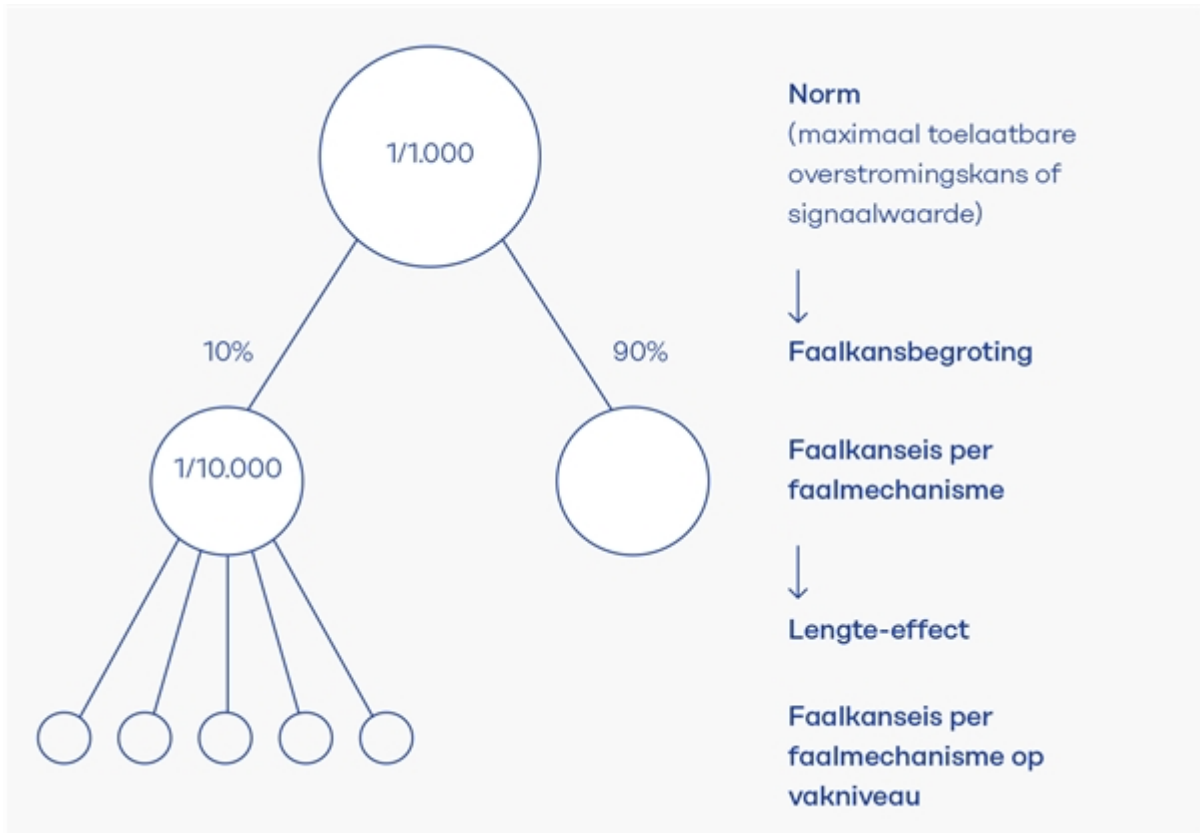 1/1.000
10%
90%
1/10.000
Norm
(maximaal toelaatbare
overstromingskans of
signaalwaarde)
Faalkansbegroting
Faalkanseis per
faalmechanisme
Lengte-effect
Faalkanseis per
faalmechanisme op
vakniveau